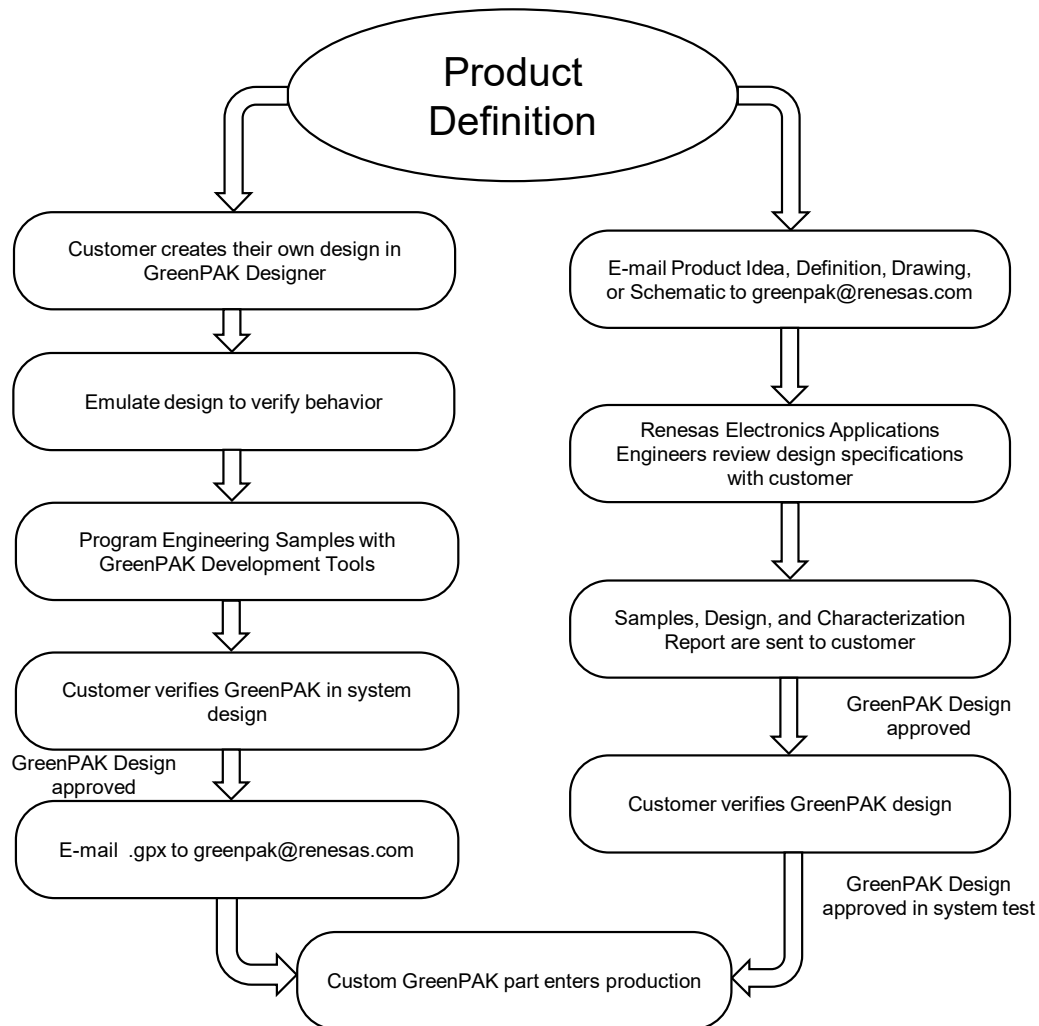 Product
Definition
Customer creates their own design in
GreenPAK Designer
Emulate design to verify behavior
Program Engineering Samples with
GreenPAK Development Tools
Customer verifies GreenPAK in system
design
GreenPAK Design
approved
E-mail .gpx to greenpak@renesas.com
E-mail Product Idea, Definition, Drawing,
or Schematic to greenpak@renesas.com
Renesas Electronics Applications
Engineers review design specifications
with customer
Samples, Design, and Characterization
Report are sent to customer
GreenPAK Design
approved
Customer verifies GreenPAK design
GreenPAK Design
approved in system test
Custom GreenPAK part enters production